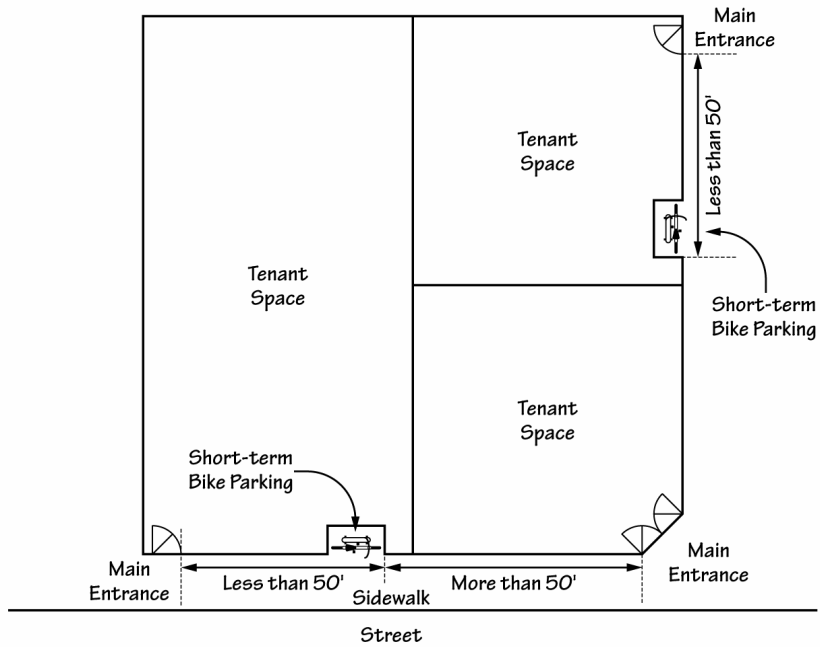 Main
Entrance
Less than 50'
Tenant
Space
Tenant
Space
Short-term
Bike Parking
Tenant
Space
Short-term
Bike Parking
Main
Entrance
Less than 50'
More than 50'
Main
Entrance
Sidewalk
Street